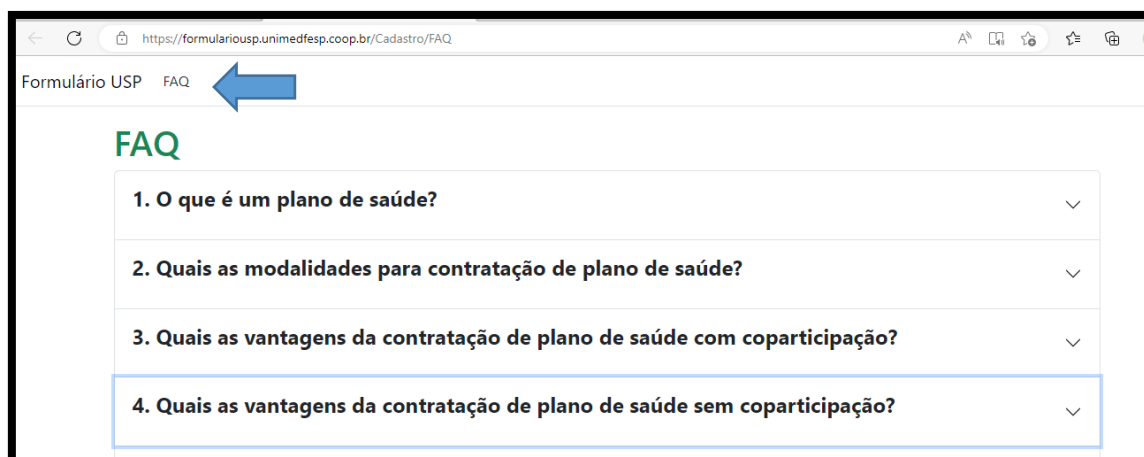 https://formulariousp.unimedfesp.coop.br/Cadastro/FAQ
Formulário USP FAQ
FAQ
1. O que é um plano de saúde?
2. Quais as modalidades para contratação de plano de saúde?
3. Quais as vantagens da contratação de plano de saúde com coparticipação?
4. Quais as vantagens da contratação de plano de saúde sem coparticipação?